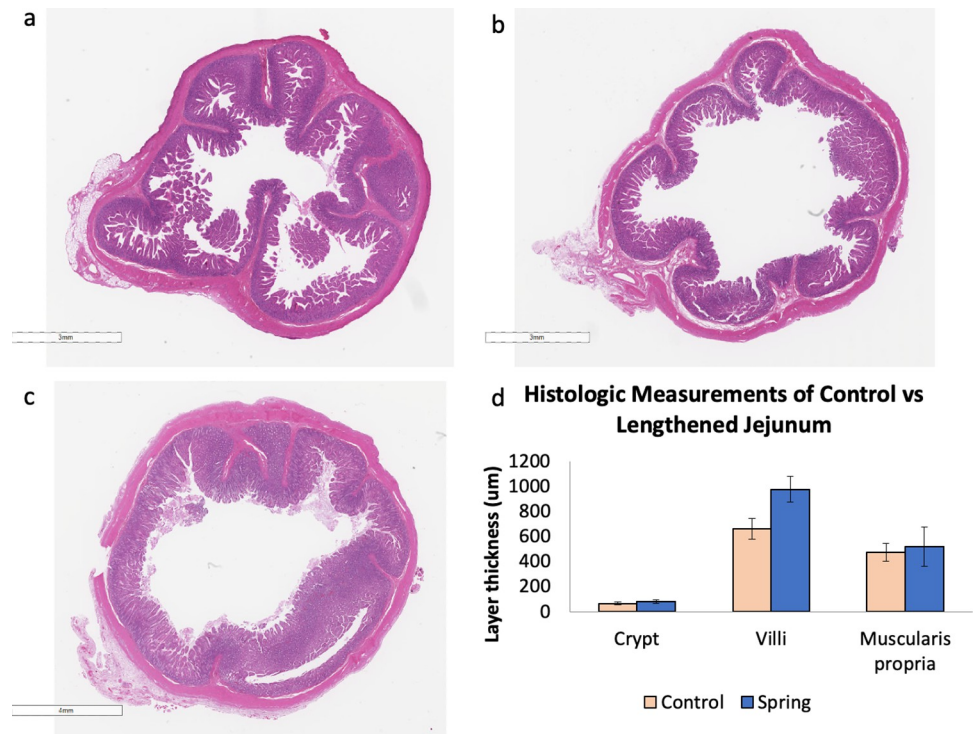 a
b
3mm
3mm
c
d
Histologic Measurements of Control vs
Lengthened Jejunum
Layer thickness (um)
1200
1000
800
600
400
200
0
Crypt
Villi
Muscularis
propria
Control
Spring
4mm